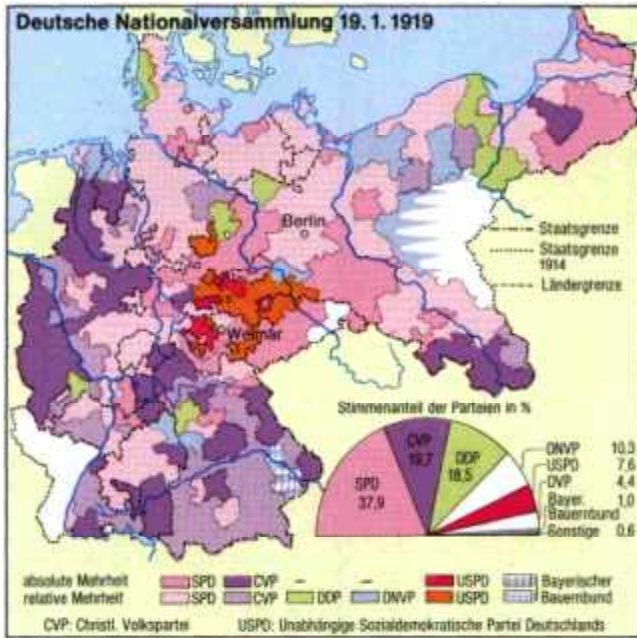 Deutsche Nationalversammlung 19. 1. 1919
Berlin
Weimar
Staatsgrenze
Staatsgrenze
1914
Ländergrenze
Stimmenanteil der Parteien in %
SPD
37,9
CVP
19,7
DDP
18,5
DNVP 10,3
USPD 7,6
DVP 4,4
Bayer. 1,0
Bauernbund
Sonstige 0,6
absolute Mehrheit SPD CVP – – USPD Bayerischer
relative Mehrheit SPD CVP DDP DNVP USPD Bauernbund
CVP: Christl. Volkspartei USPD: Unabhängige Sozialdemokratische Partei Deutschlands